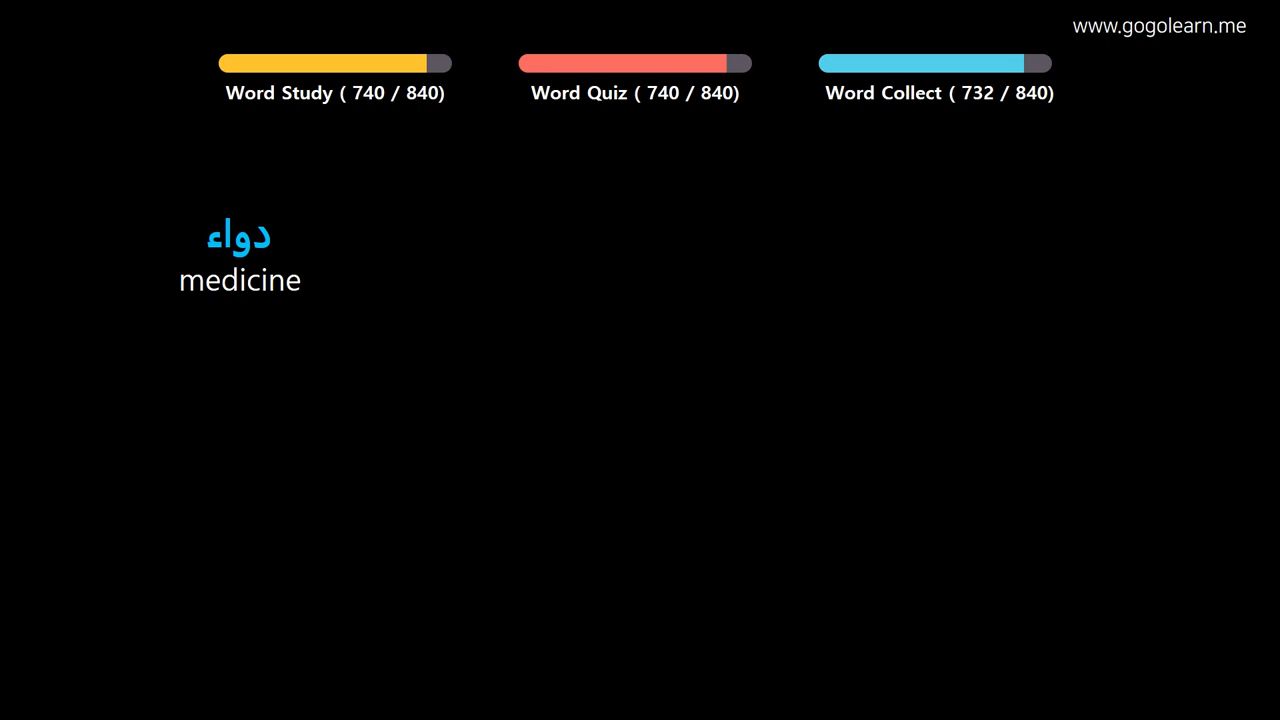 www.gogolearn.me
Word Study ( 740 / 840)
Word Quiz ( 740 / 840)
Word Collect ( 732 / 840)
دواء
medicine